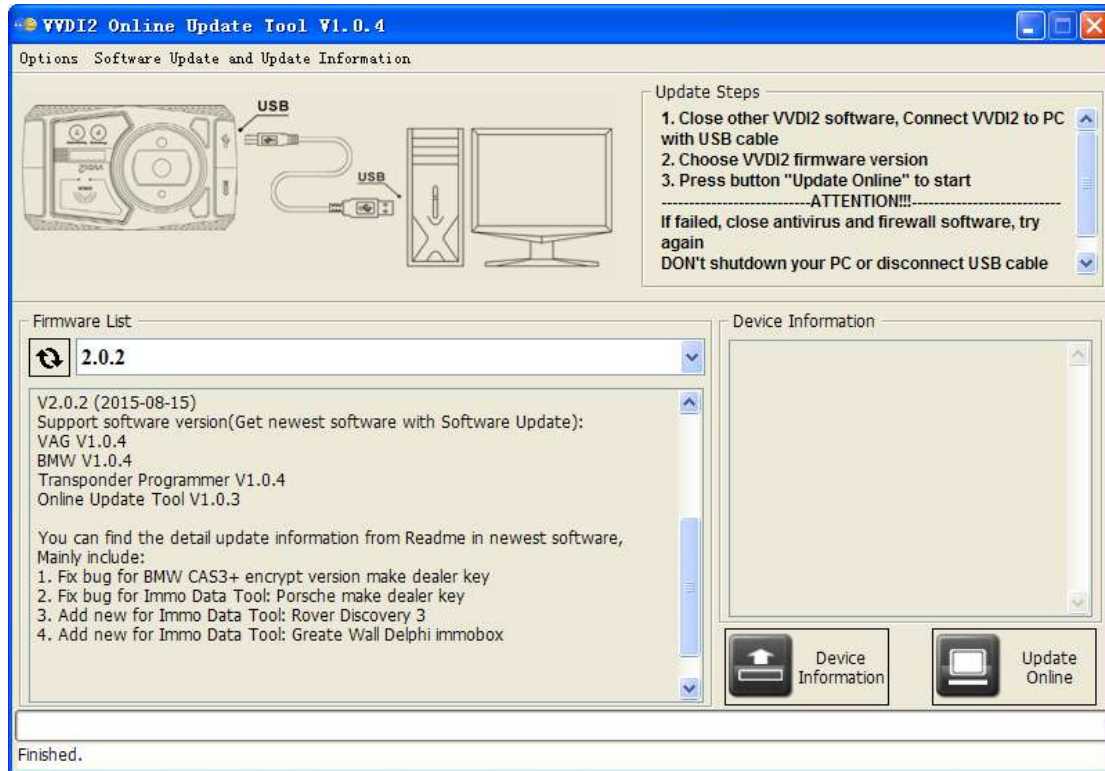 VVDI2 Online Update Tool V1.0.4
Options Software Update and Update Information
USB
USB
Update Steps
1. Close other VVDI2 software, Connect VVDI2 to PC
with USB cable
2. Choose VVDI2 firmware version
3. Press button "Update Online" to start
---------------------------ATTENTION!!!---------------------------
If failed, close antivirus and firewall software, try
again
DON't shutdown your PC or disconnect USB cable
Firmware List
2.0.2
V2.0.2 (2015-08-15)
Support software version(Get newest software with Software Update):
VAG V1.0.4
BMW V1.0.4
Transponder Programmer V1.0.4
Online Update Tool V1.0.3
You can find the detail update information from Readme in newest software,
Mainly include:
1. Fix bug for BMW CAS3+ encrypt version make dealer key
2. Fix bug for Immo Data Tool: Porsche make dealer key
3. Add new for Immo Data Tool: Rover Discovery 3
4. Add new for Immo Data Tool: Greate Wall Delphi immobox
Device Information
Device
Information
Update
Online
Finished.